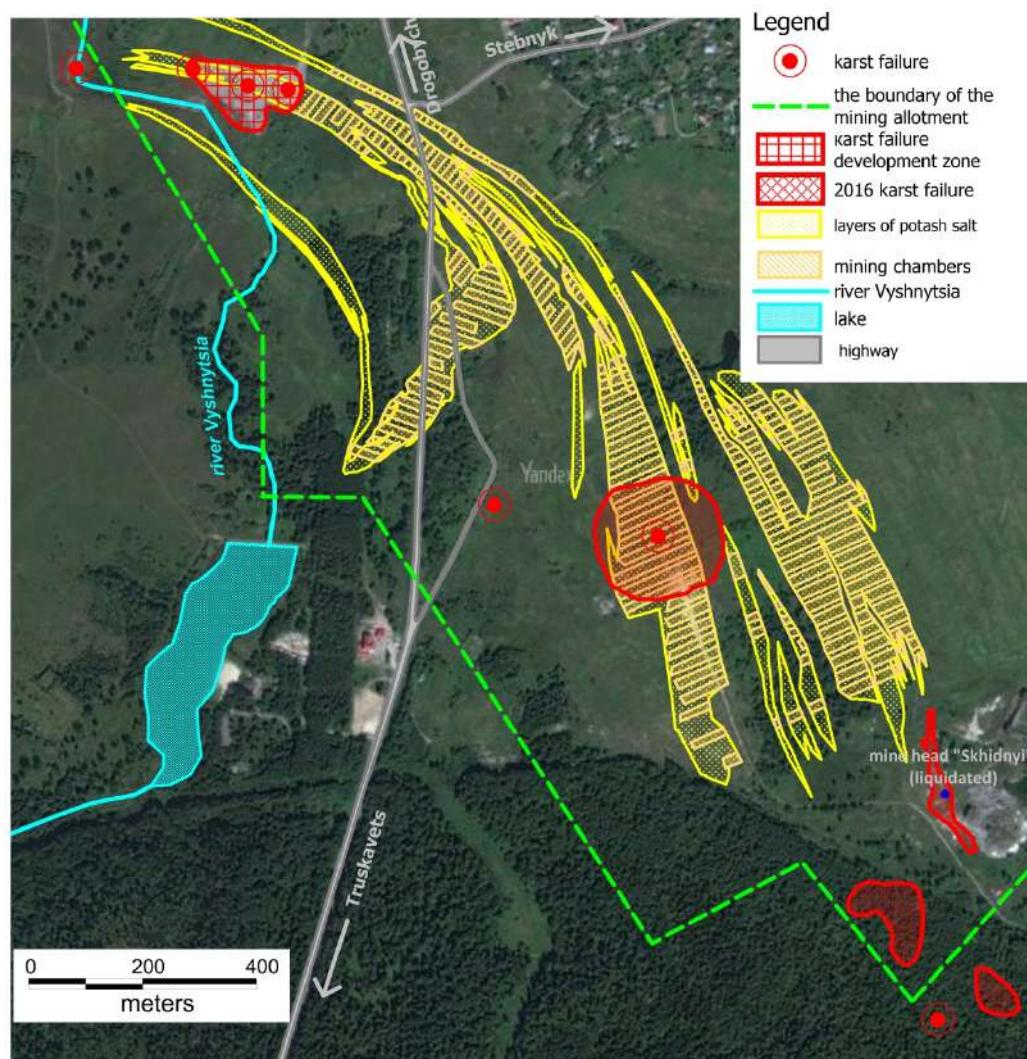 Legend
karst failure
the boundary of the
mining allotment
karst failure
development zone
2016 karst failure
layers of potash salt
mining chambers
river Vyshnytsia
lake
highway
Drogobych
Stebnyk
river Vyshnytsia
Yandex
mine head "Skhidnyi"
(liquidated)
Truskavets
0 200 400
meters